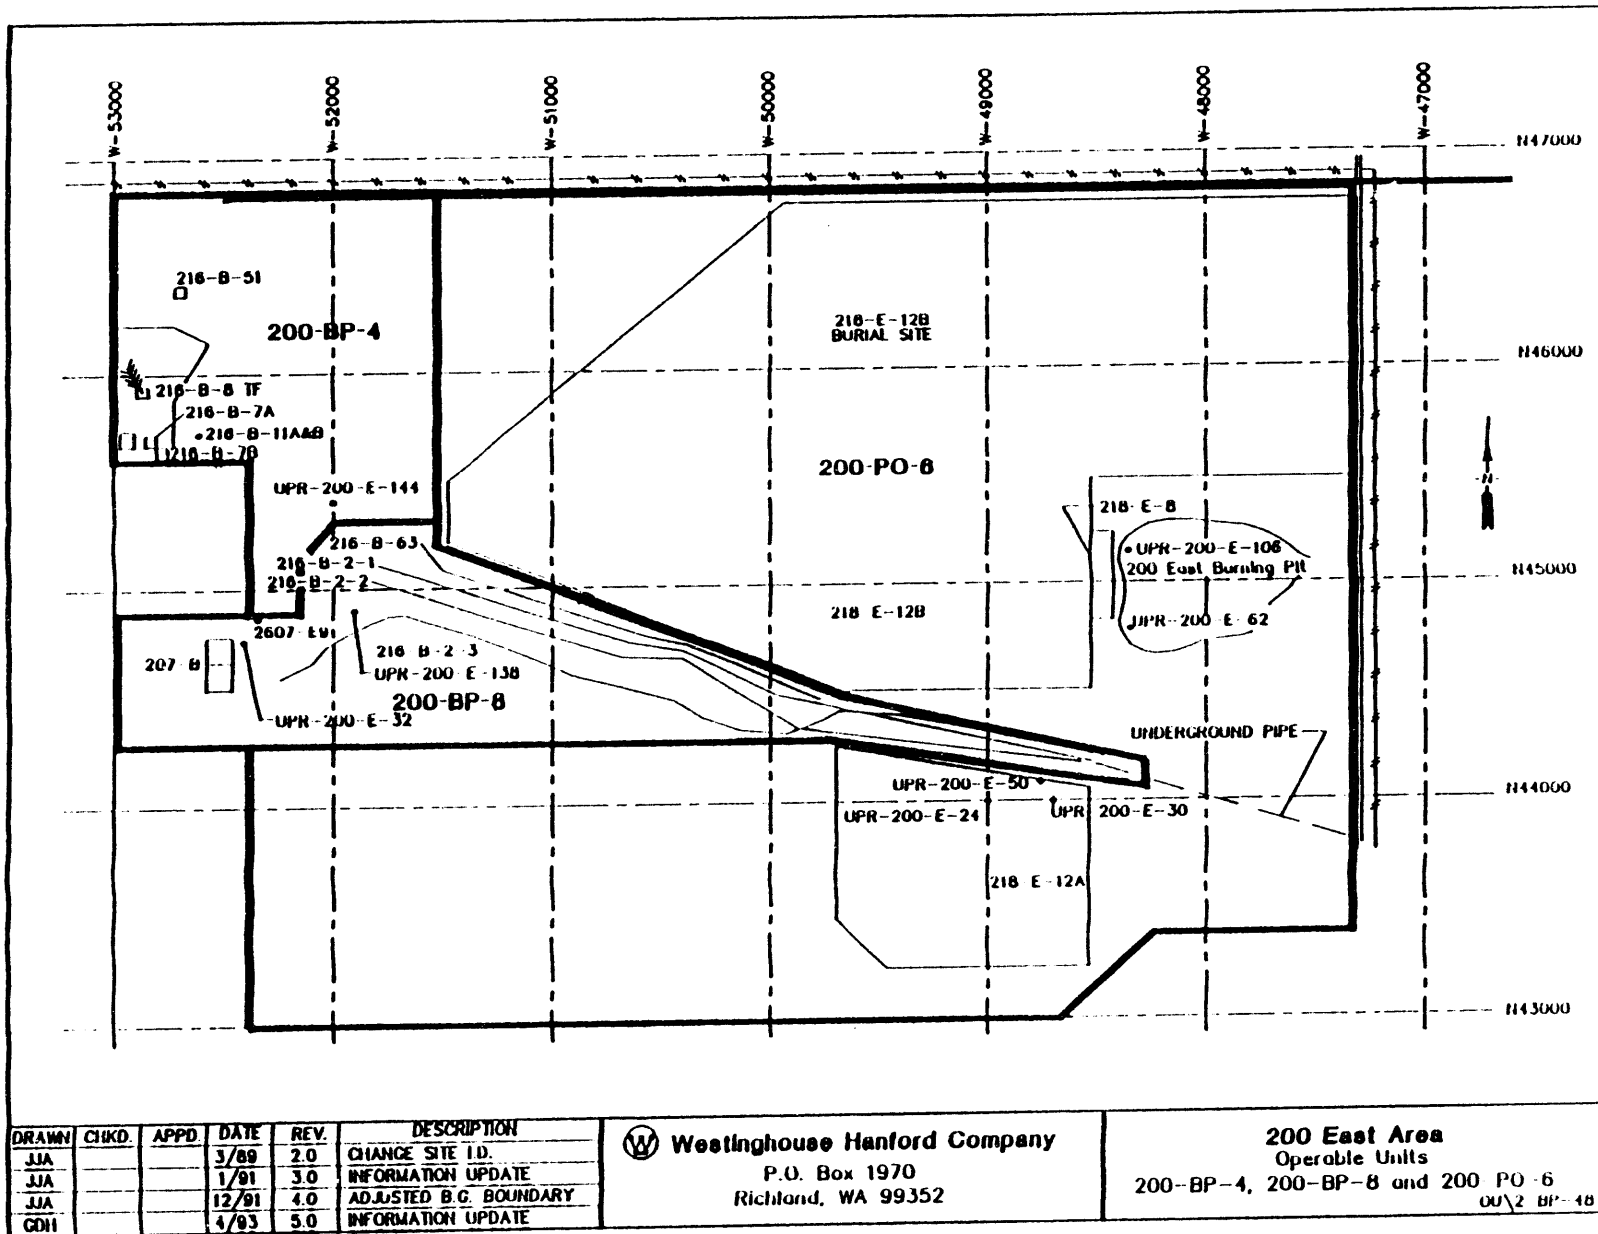 W-53000
W-52000
W-51000
W-50000
W-49000
W-48000
W-47000
N47000
216-B-51
200-BP-4
218-E-12B
BURIAL SITE
N46000
216-B-8 TF
216-B-7A
216-B-11A&B
216-B-7B
200-PO-6
N
UPR-200-E-144
218-E-8
216-B-63
UPR-200-E-106
216-B-2-1
200 East Burning Pit
N45000
216-B-2-2
218 E-12B
UPR-200-E-62
2607-E9
207-B
216-B-2-3
UPR-200-E-138
200-BP-8
UPR-200-E-32
UNDERGROUND PIPE
UPR-200-E-50
N44000
UPR-200-E-24
UPR 200-E-30
218 E-12A
N43000
DRAWN CHKD. APPD. DATE REV. DESCRIPTION
JJA 3/89 2.0 CHANGE SITE I.D.
JJA 1/91 3.0 INFORMATION UPDATE
JJA 12/91 4.0 ADJUSTED B.G. BOUNDARY
GDH 4/93 5.0 INFORMATION UPDATE
W Westinghouse Hanford Company
P.O. Box 1970
Richland, WA 99352
200 East Area
Operable Units
200-BP-4, 200-BP-8 and 200 PO-6
OU\2 BP-48